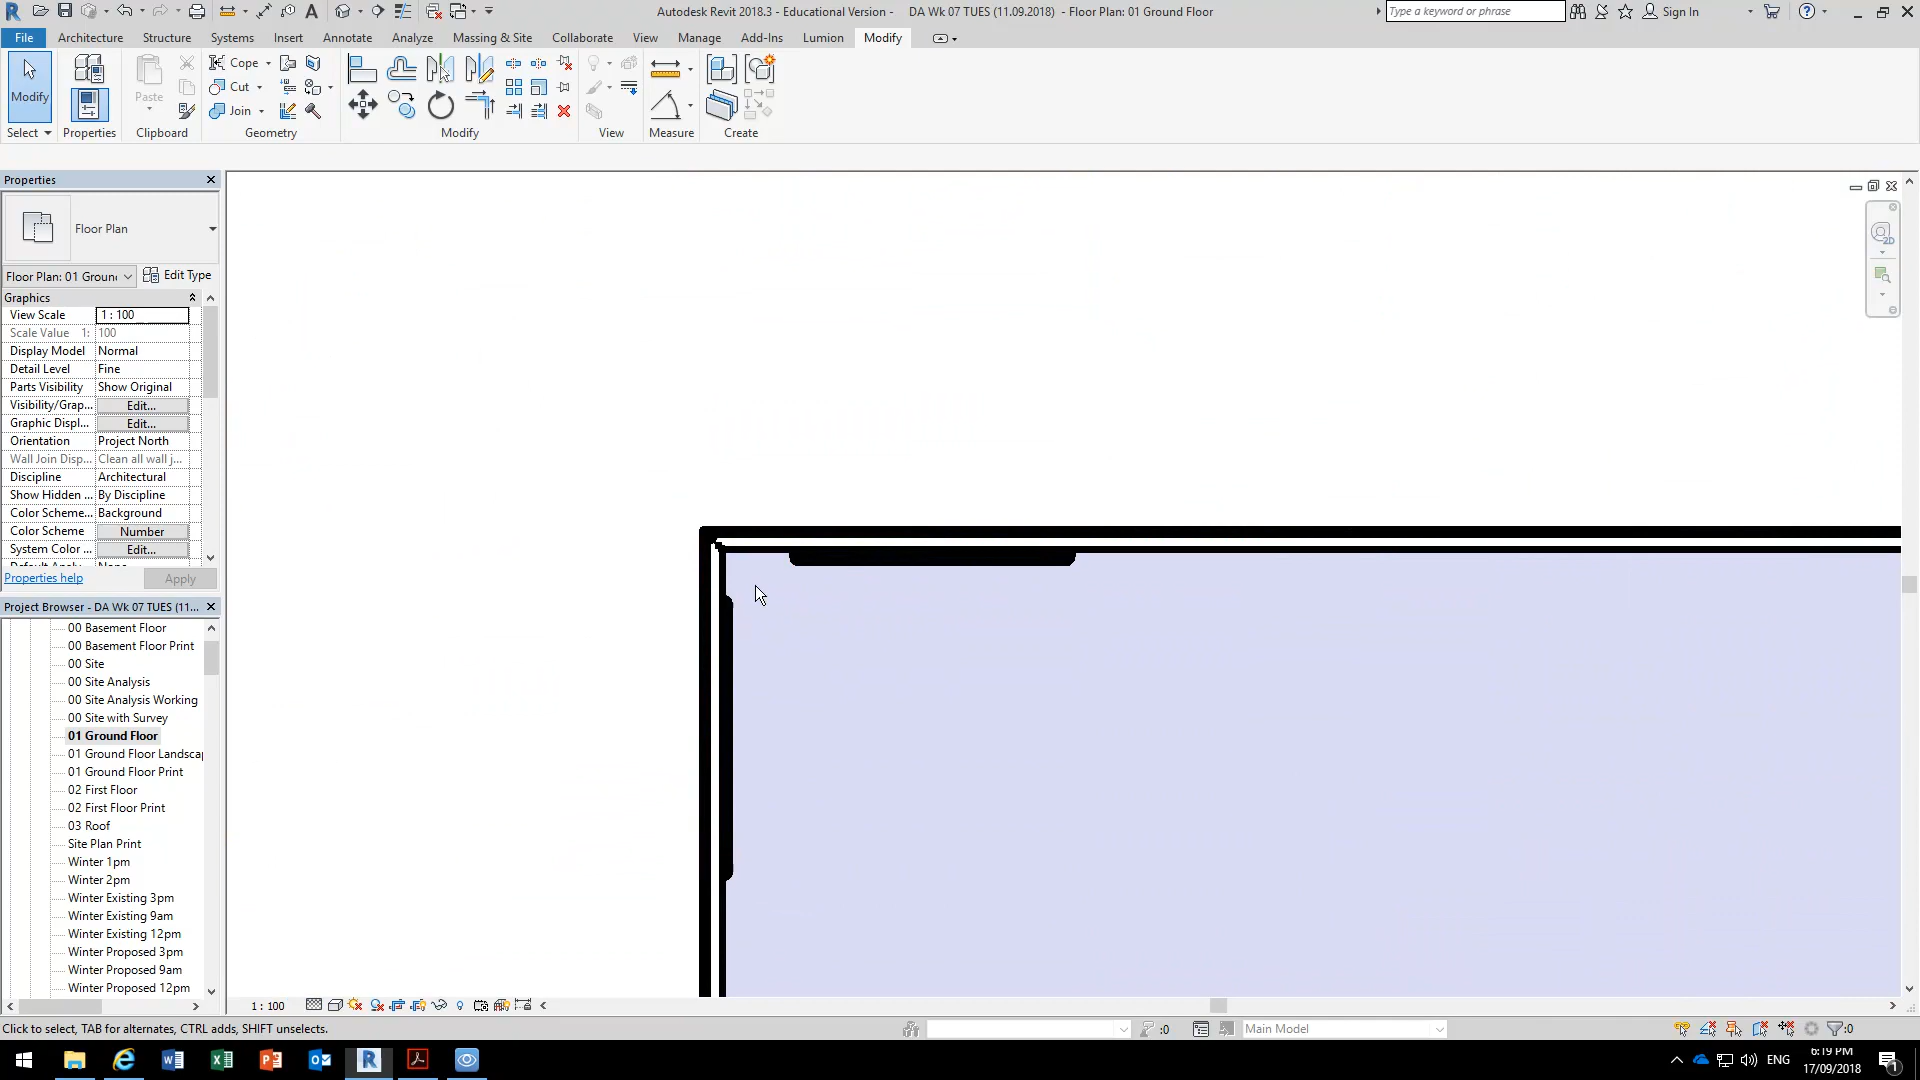 Autodesk Revit 2018.3 - Educational Version -    DA Wk 07 TUES (11.09.2018)  - Floor Plan: 01 Ground Floor
Type a keyword or phrase
Sign In
File Architecture Structure Systems Insert Annotate Analyze Massing & Site Collaborate View Manage Add-Ins Lumion Modify
Modify
Paste
Cope
Cut
Join
Select Properties Clipboard Geometry Modify View Measure Create
Properties
Floor Plan
Floor Plan: 01 Groun
Edit Type
Graphics
View Scale 1 : 100
Scale Value 1: 100
Display Model Normal
Detail Level Fine
Parts Visibility Show Original
Visibility/Grap... Edit...
Graphic Displ... Edit...
Orientation Project North
Wall Join Disp... Clean all wall j...
Discipline Architectural
Show Hidden ... By Discipline
Color Scheme... Background
Color Scheme Number
System Color ... Edit...
Properties help
Apply
Project Browser - DA Wk 07 TUES (11...
00 Basement Floor
00 Basement Floor Print
00 Site
00 Site Analysis
00 Site Analysis Working
00 Site with Survey
01 Ground Floor
01 Ground Floor Landsca
01 Ground Floor Print
02 First Floor
02 First Floor Print
03 Roof
Site Plan Print
Winter 1pm
Winter 2pm
Winter Existing 3pm
Winter Existing 9am
Winter Existing 12pm
Winter Proposed 3pm
Winter Proposed 9am
Winter Proposed 12pm
2D
1 : 100
Click to select, TAB for alternates, CTRL adds, SHIFT unselects.
:0
Main Model
:0
ENG
6:19 PM
17/09/2018
1